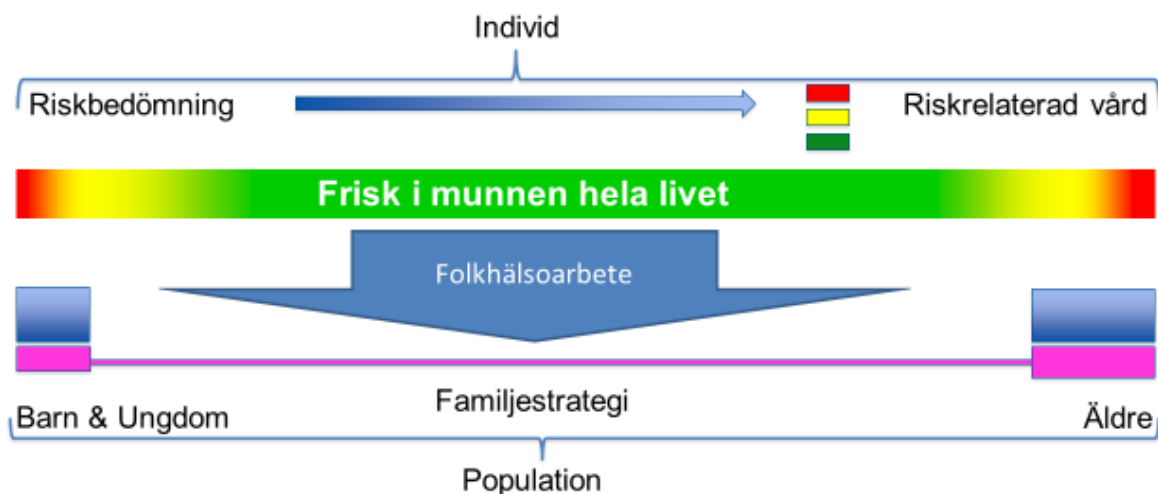 Individ
Riskbedömning
Riskrelaterad vård
Frisk i munnen hela livet
Folkhälsoarbete
Familjestrategi
Barn & Ungdom
Äldre
Population